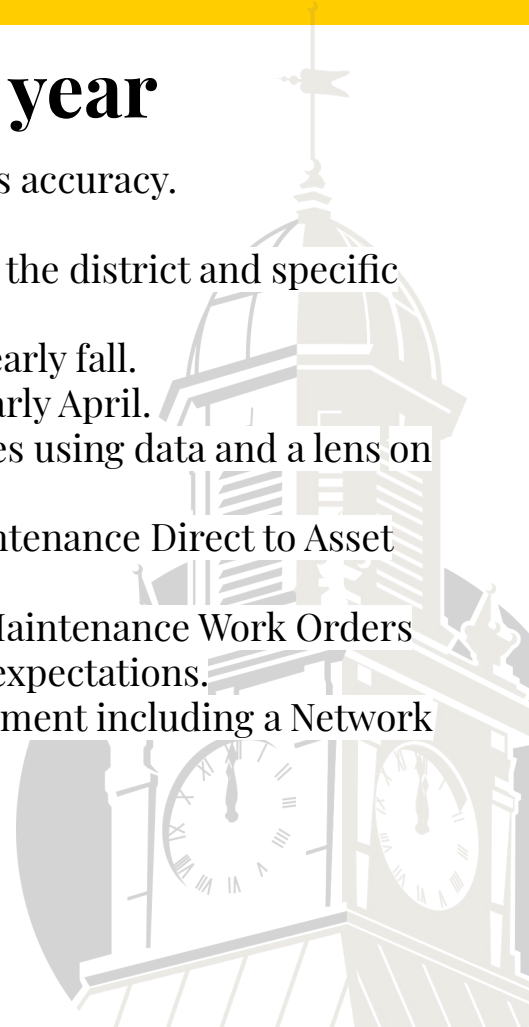 year
s accuracy.
the district and specific
early fall.
arly April.
es using data and a lens on
ntenance Direct to Asset
Maintenance Work Orders
expectations.
ment including a Network